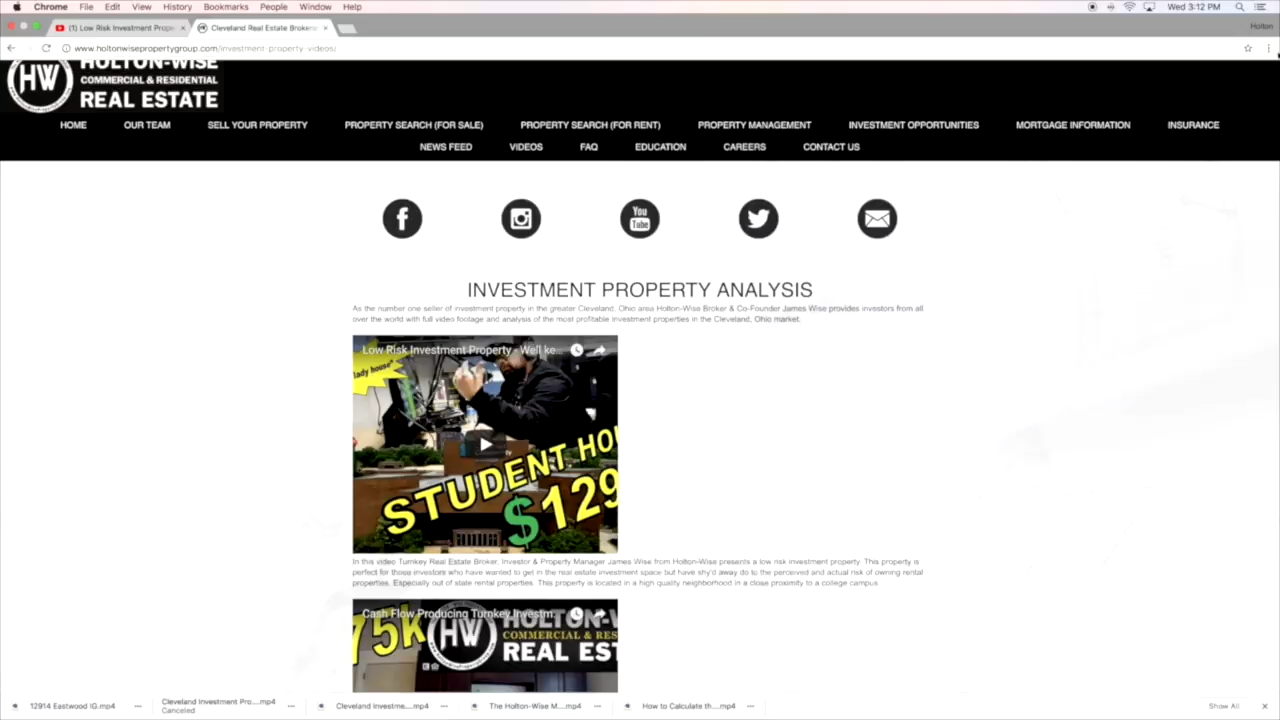 Chrome File Edit View History Bookmarks People Window Help Wed 3:12 PM
(1) Low Risk Investment Prope Cleveland Real Estate Brokers Holton
www.holtonwisepropertygroup.com/investment-property-videos/
HW HOLTON-WISE
COMMERCIAL & RESIDENTIAL
REAL ESTATE
HOME OUR TEAM SELL YOUR PROPERTY PROPERTY SEARCH (FOR SALE) PROPERTY SEARCH (FOR RENT) PROPERTY MANAGEMENT INVESTMENT OPPORTUNITIES MORTGAGE INFORMATION INSURANCE
NEWS FEED VIDEOS FAQ EDUCATION CAREERS CONTACT US
You
Tube
INVESTMENT PROPERTY ANALYSIS
As the number one seller of investment property in the greater Cleveland, Ohio area Holton-Wise Broker & Co-Founder James Wise provides investors from all
over the world with full video footage and analysis of the most profitable investment properties in the Cleveland, Ohio market.
Low Risk Investment Property - Well ke...
lady house"
STUDENT HOU
$129
In this video Turnkey Real Estate Broker, Investor & Property Manager James Wise from Holton-Wise presents a low risk investment property. This property is
perfect for those investors who have wanted to get in the real estate investment space but have shy'd away do to the perceived and actual risk of owning rental
properties. Especially out of state rental properties. This property is located in a high quality neighborhood in a close proximity to a college campus
Cash Flow Producing Turnkey Investm...
75k HW HOLTON-W
COMMERCIAL & RES
REAL EST
12914 Eastwood IG.mp4 Cleveland Investment Pro....mp4 Cleveland Investme....mp4 The Holton-Wise M....mp4 How to Calculate th....mp4 Show All
Canceled